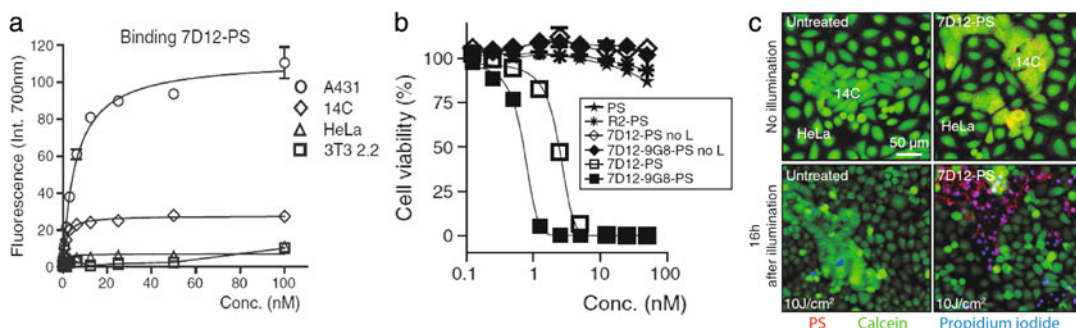 a
Binding 7D12-PS
Fluorescence (Int. 700nm)
120
100
80
60
40
20
0
0
20
40
60
80
100
Conc. (nM)
A431
14C
HeLa
3T3 2.2
b
Cell viability (%)
100
75
50
25
0
0.1
1
10
100
Conc. (nM)
PS
R2-PS
7D12-PS no L
7D12-9G8-PS no L
7D12-PS
7D12-9G8-PS
c
No illumination
Untreated
14C
HeLa
50 µm
7D12-PS
14C
HeLa
16h
after illumination
Untreated
10J/cm²
7D12-PS
10J/cm²
PS Calcein Propidium iodide